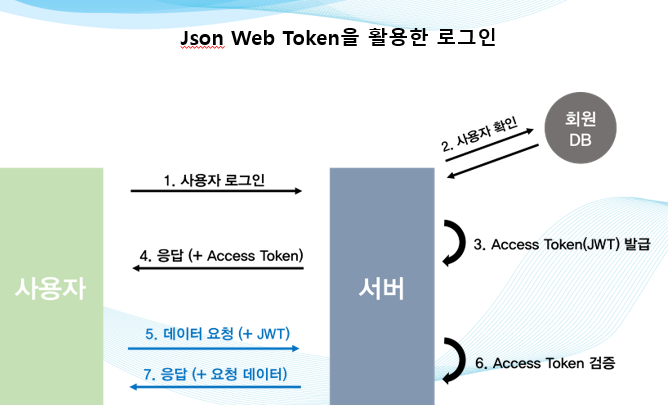 Json Web Token을 활용한 로그인
회원
DB
2. 사용자 확인
1. 사용자 로그인
3. Access Token(JWT) 발급
4. 응답 (+ Access Token)
사용자
서버
5. 데이터 요청 (+ JWT)
6. Access Token 검증
7. 응답 (+ 요청 데이터)